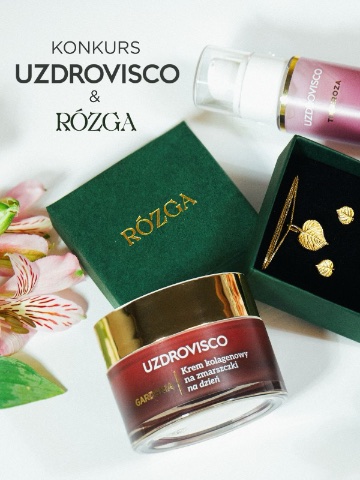 KONKURS
UZDROVISCO
&
RÓZGA
UZDROVISCO
RÓZGA
UZDROVISCO
Krem kolagenowy
na zmarszczki
na dzień